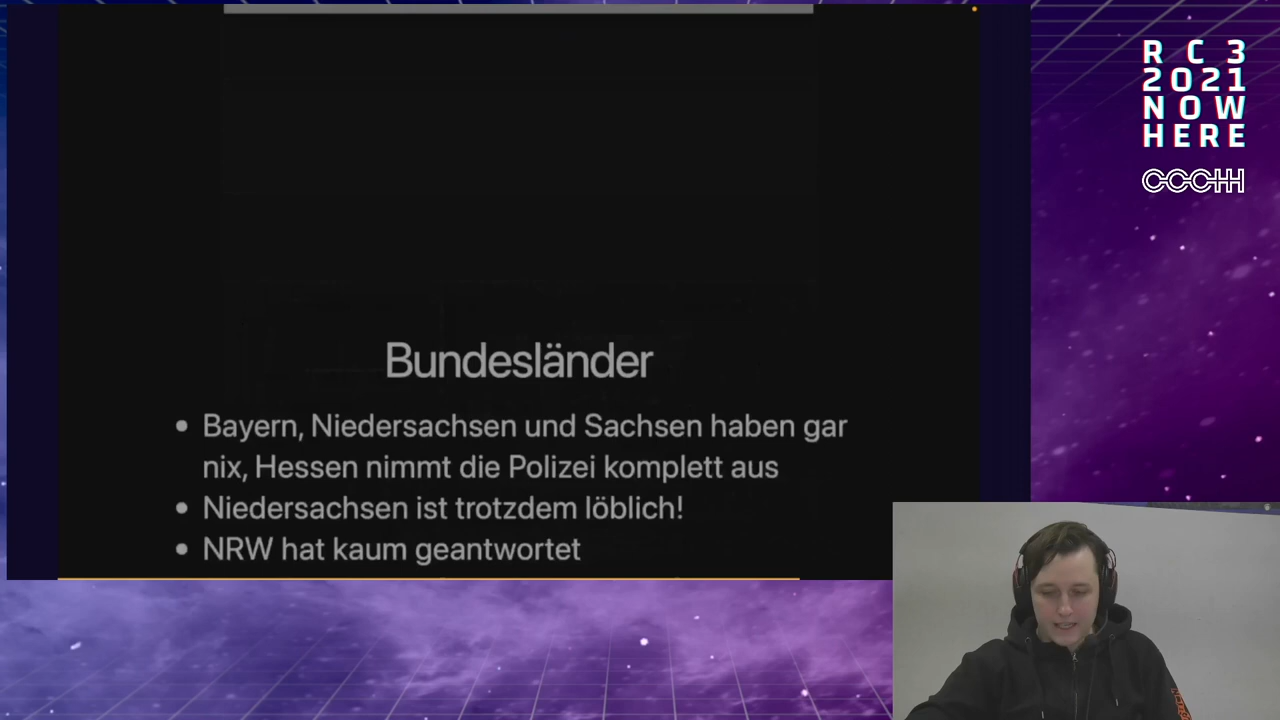 R C 3
2021
NOW
HERE
CCCHH
Bundesländer
Bayern, Niedersachsen und Sachsen haben gar
nix, Hessen nimmt die Polizei komplett aus
Niedersachsen ist trotzdem löblich!
NRW hat kaum geantwortet